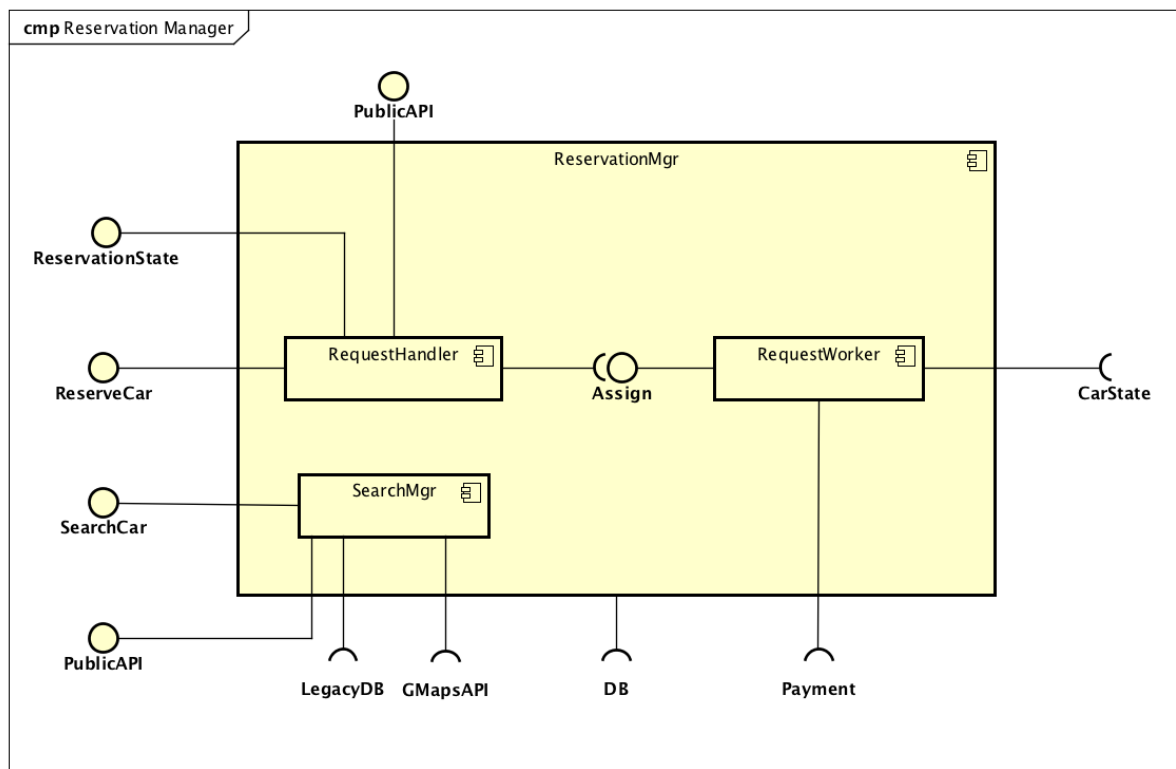 cmp Reservation Manager
PublicAPI
ReservationMgr
ReservationState
RequestHandler
RequestWorker
ReserveCar
Assign
CarState
SearchMgr
SearchCar
PublicAPI
LegacyDB
GMapsAPI
DB
Payment